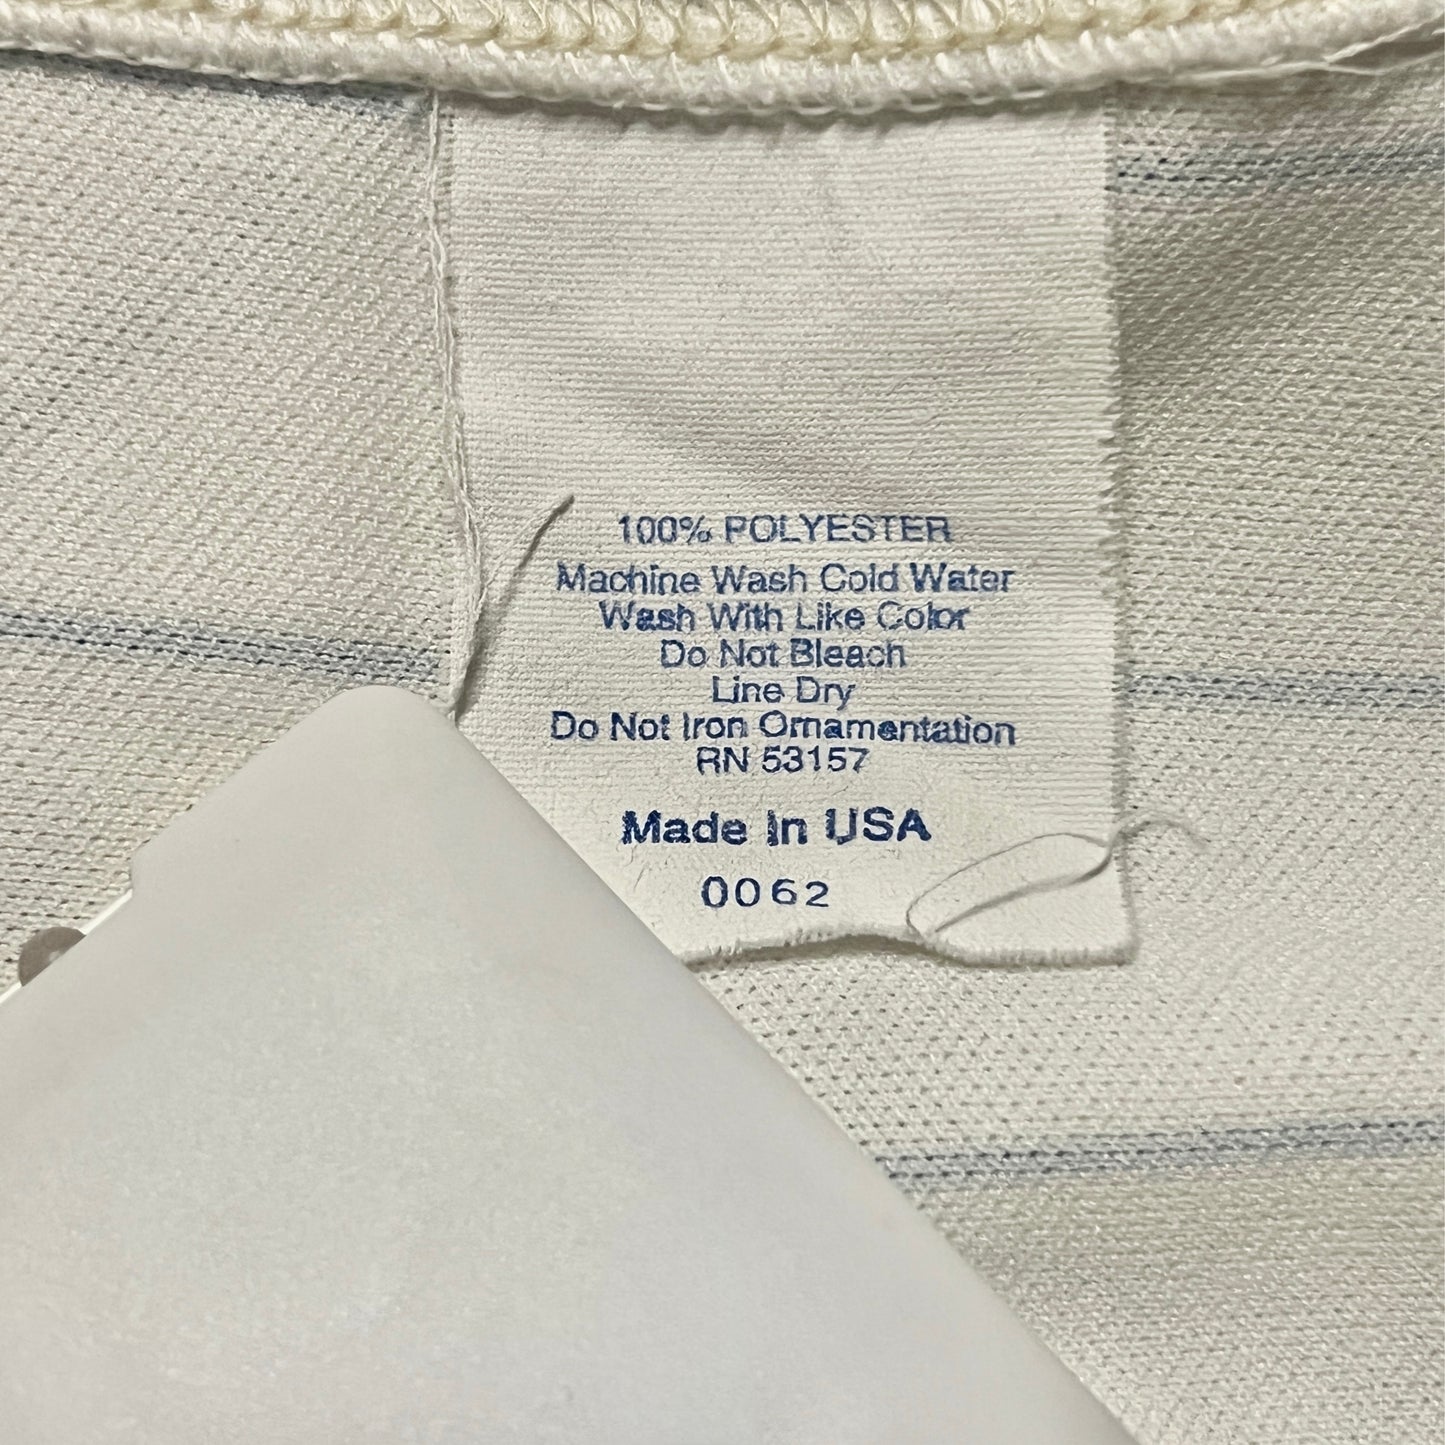 100% POLYESTER
Machine Wash Cold Water
Wash With Like Color
Do Not Bleach
Line Dry
Do Not Iron Ornamentation
RN 53157
Made In USA
0062